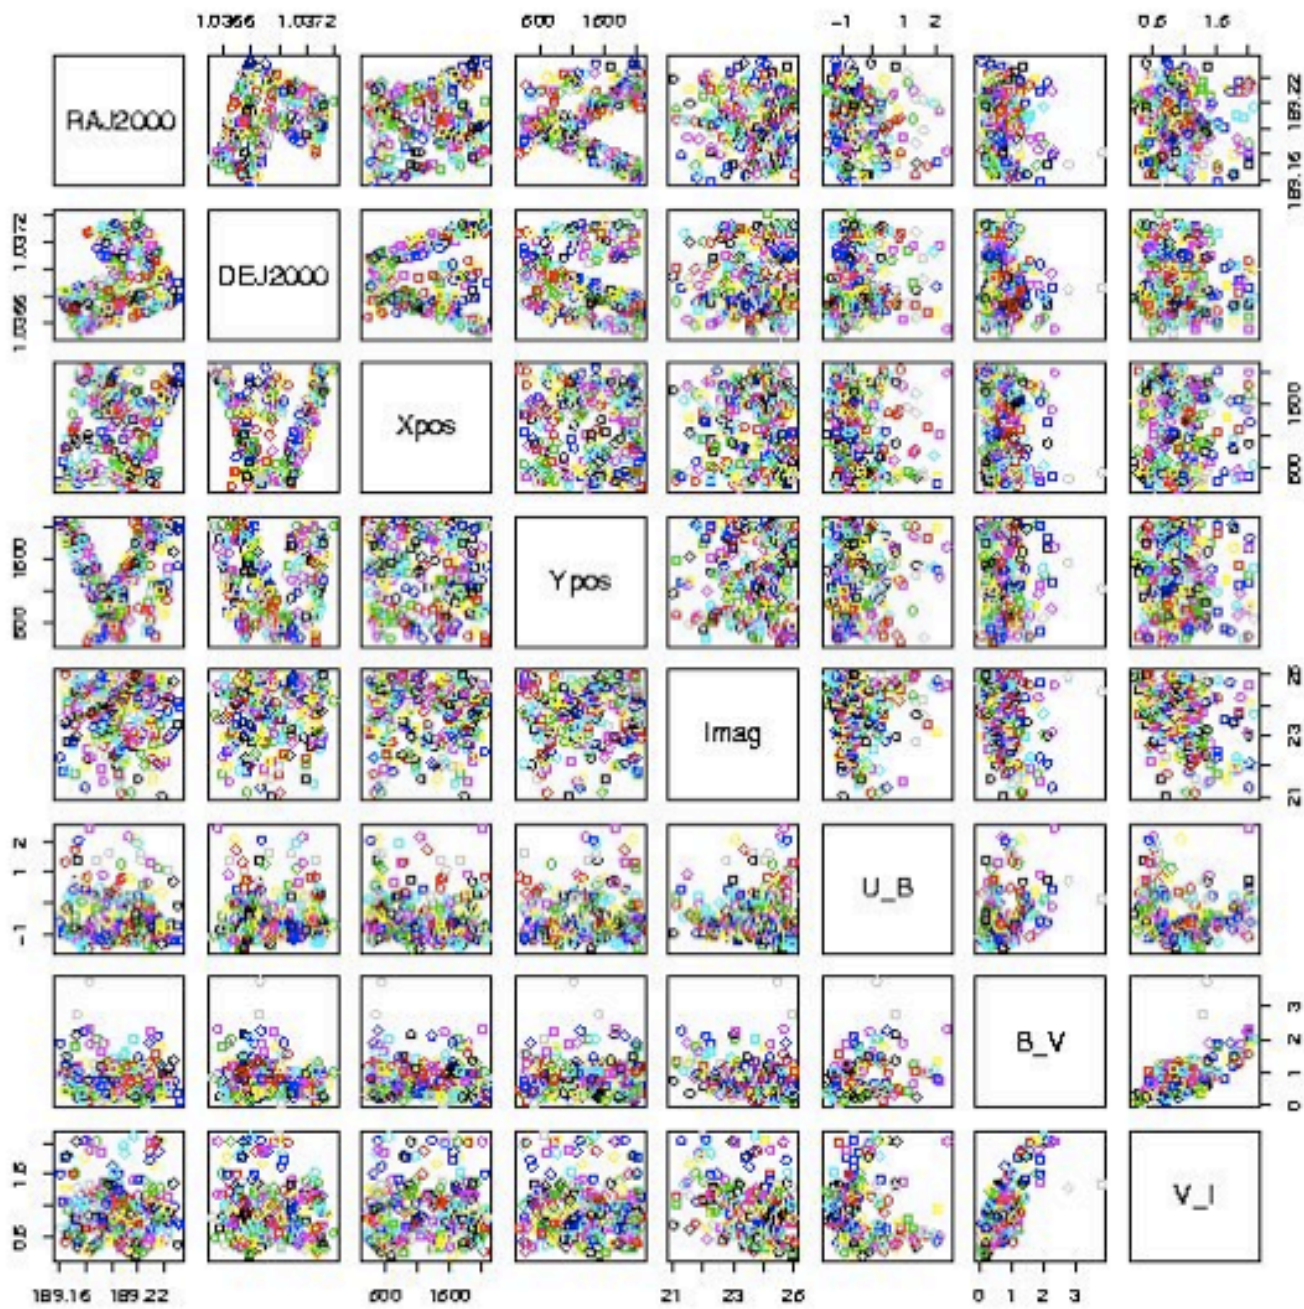 1.0366 1.0372 600 1600 -1 1 2 0.6 1.6
RAJ2000 189.16 189.22
1.0366 1.0372 DEJ2000
Xpos 600 1600
600 1600 Ypos
Imag 21 23 26
-1 1 2 U_B
B_V 0 1 2 3
0.6 1.6 V_I
189.16 189.22 600 1600 21 23 26 0 1 2 3